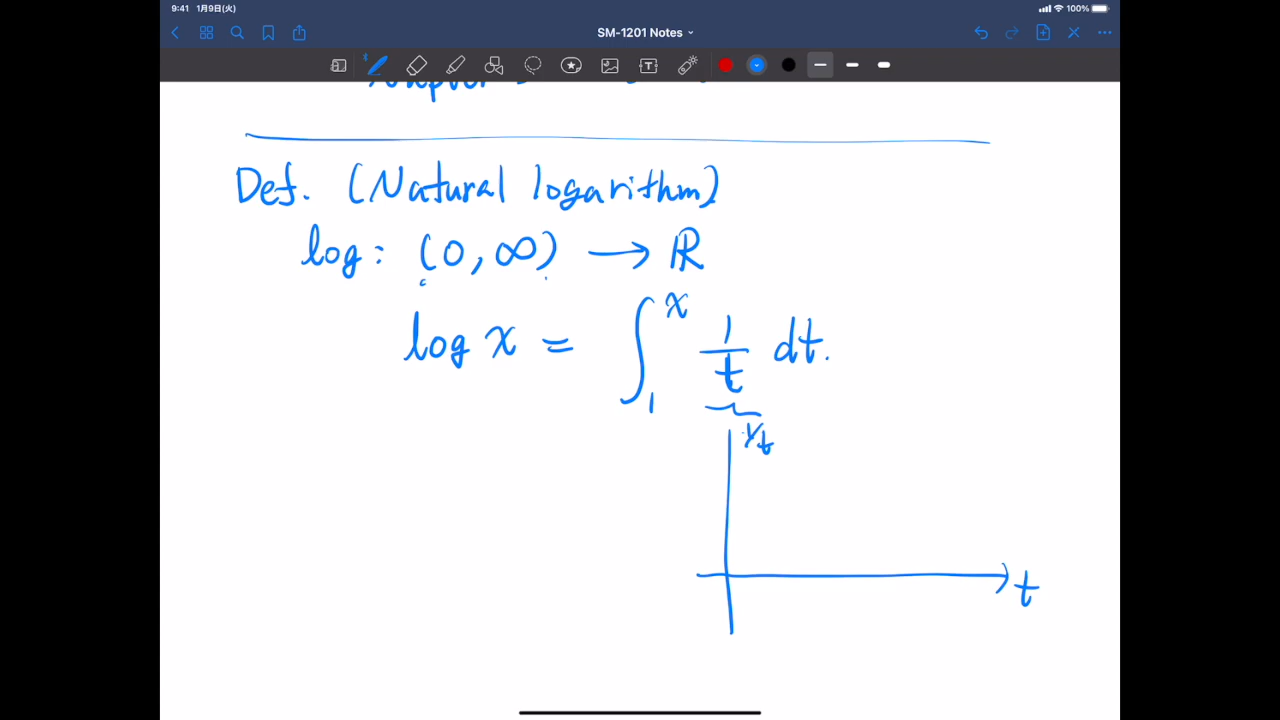 9:41 1月9日(火) 100%
SM-1201 Notes
Def. (Natural logarithm)
log: (0, ∞) → ℝ
log x = ∫₁ˣ 1/t dt.
1/t
t